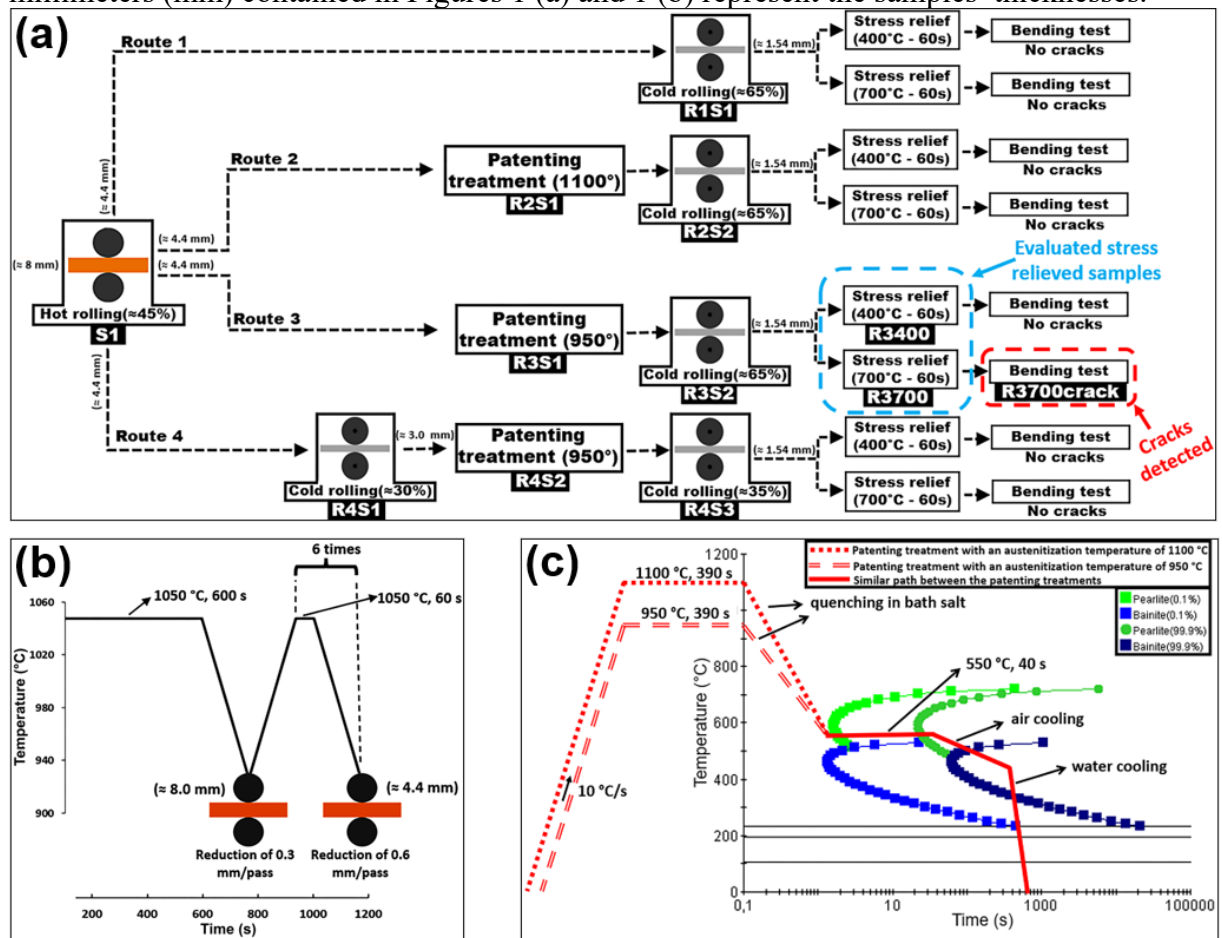 millimeters (mm) contained in Figures 1 (a) and 1 (b) represent the samples' thicknesses.
(a)
Route 1
(≈ 4.4 mm)
Cold rolling(≈65%)
R1S1
(≈ 1.54 mm)
Stress relief
(400°C - 60s)
Bending test
No cracks
Stress relief
(700°C - 60s)
Bending test
No cracks
Route 2
(≈ 4.4 mm)
Patenting
treatment (1100°)
R2S1
Cold rolling(≈65%)
R2S2
(≈ 1.54 mm)
Stress relief
(400°C - 60s)
Bending test
No cracks
Stress relief
(700°C - 60s)
Bending test
No cracks
(≈ 8 mm)
Hot rolling(≈45%)
S1
Evaluated stress
relieved samples
(≈ 4.4 mm)
Route 3
Patenting
treatment (950°)
R3S1
Cold rolling(≈65%)
R3S2
(≈ 1.54 mm)
Stress relief
(400°C - 60s)
R3400
Bending test
No cracks
Stress relief
(700°C - 60s)
R3700
Bending test
R3700crack
Cracks
detected
(≈ 4.4 mm)
Route 4
Cold rolling(≈30%)
R4S1
(≈ 3.0 mm)
Patenting
treatment (950°)
R4S2
Cold rolling(≈35%)
R4S3
(≈ 1.54 mm)
Stress relief
(400°C - 60s)
Bending test
No cracks
Stress relief
(700°C - 60s)
Bending test
No cracks
(b)
6 times
1050 °C, 600 s
1050 °C, 60 s
Temperature (°C)
1060
1020
980
940
900
(≈ 8.0 mm)
(≈ 4.4 mm)
Reduction of 0.3
mm/pass
Reduction of 0.6
mm/pass
200 400 600 800 1000 1200
Time (s)
(c)
Patenting treatment with an austenitization temperature of 1100 °C
Patenting treatment with an austenitization temperature of 950 °C
Similar path between the patenting treatments
Pearlite(0.1%)
Bainite(0.1%)
Pearlite(99.9%)
Bainite(99.9%)
1100 °C, 390 s
950 °C, 390 s
quenching in bath salt
550 °C, 40 s
air cooling
water cooling
10 °C/s
Temperature (°C)
1200
800
600
400
200
0
0,1 1 10 100 1000 100000
Time (s)